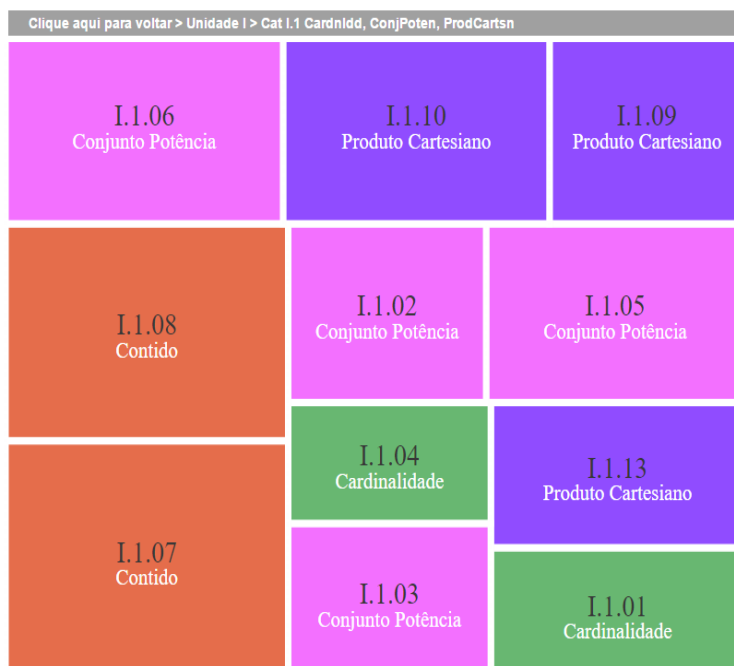 Clique aqui para voltar > Unidade I > Cat I.1 CardnIdd, ConjPoten, ProdCartsn
I.1.06
Conjunto Potência
I.1.10
Produto Cartesiano
I.1.09
Produto Cartesiano
I.1.08
Contido
I.1.02
Conjunto Potência
I.1.05
Conjunto Potência
I.1.04
Cardinalidade
I.1.13
Produto Cartesiano
I.1.07
Contido
I.1.03
Conjunto Potência
I.1.01
Cardinalidade